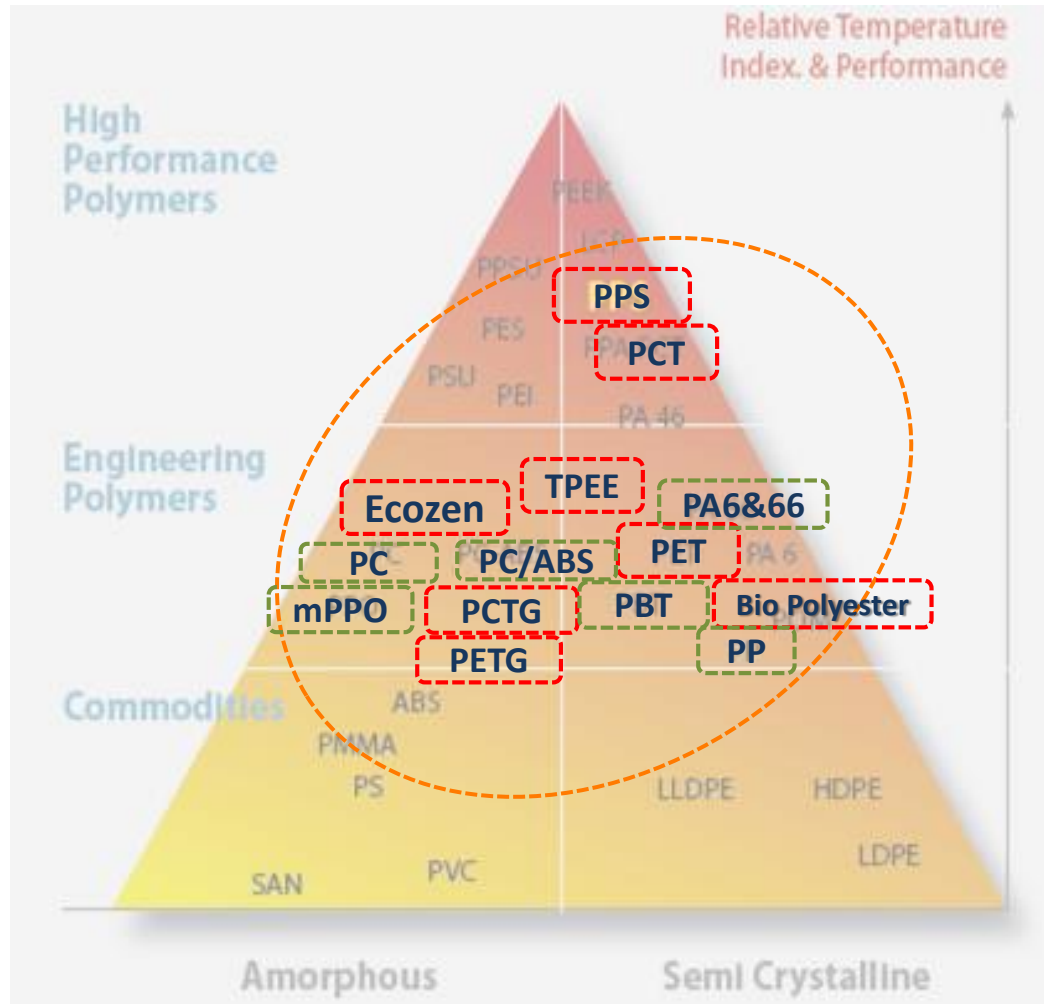 Relative Temperature
Index. & Performance
High
Performance
Polymers
PEEK
LCP
PPSU
PPS
PES
PCT
PSU
PEI
PA 46
Engineering
Polymers
TPEE
Ecozen
PA6&66
PC
PC/ABS
PET
PA 6
mPPO
PCTG
PBT
Bio Polyester
PETG
PP
Commodities
ABS
PMMA
PS
LLDPE
HDPE
LDPE
PVC
SAN
Amorphous
Semi Crystalline